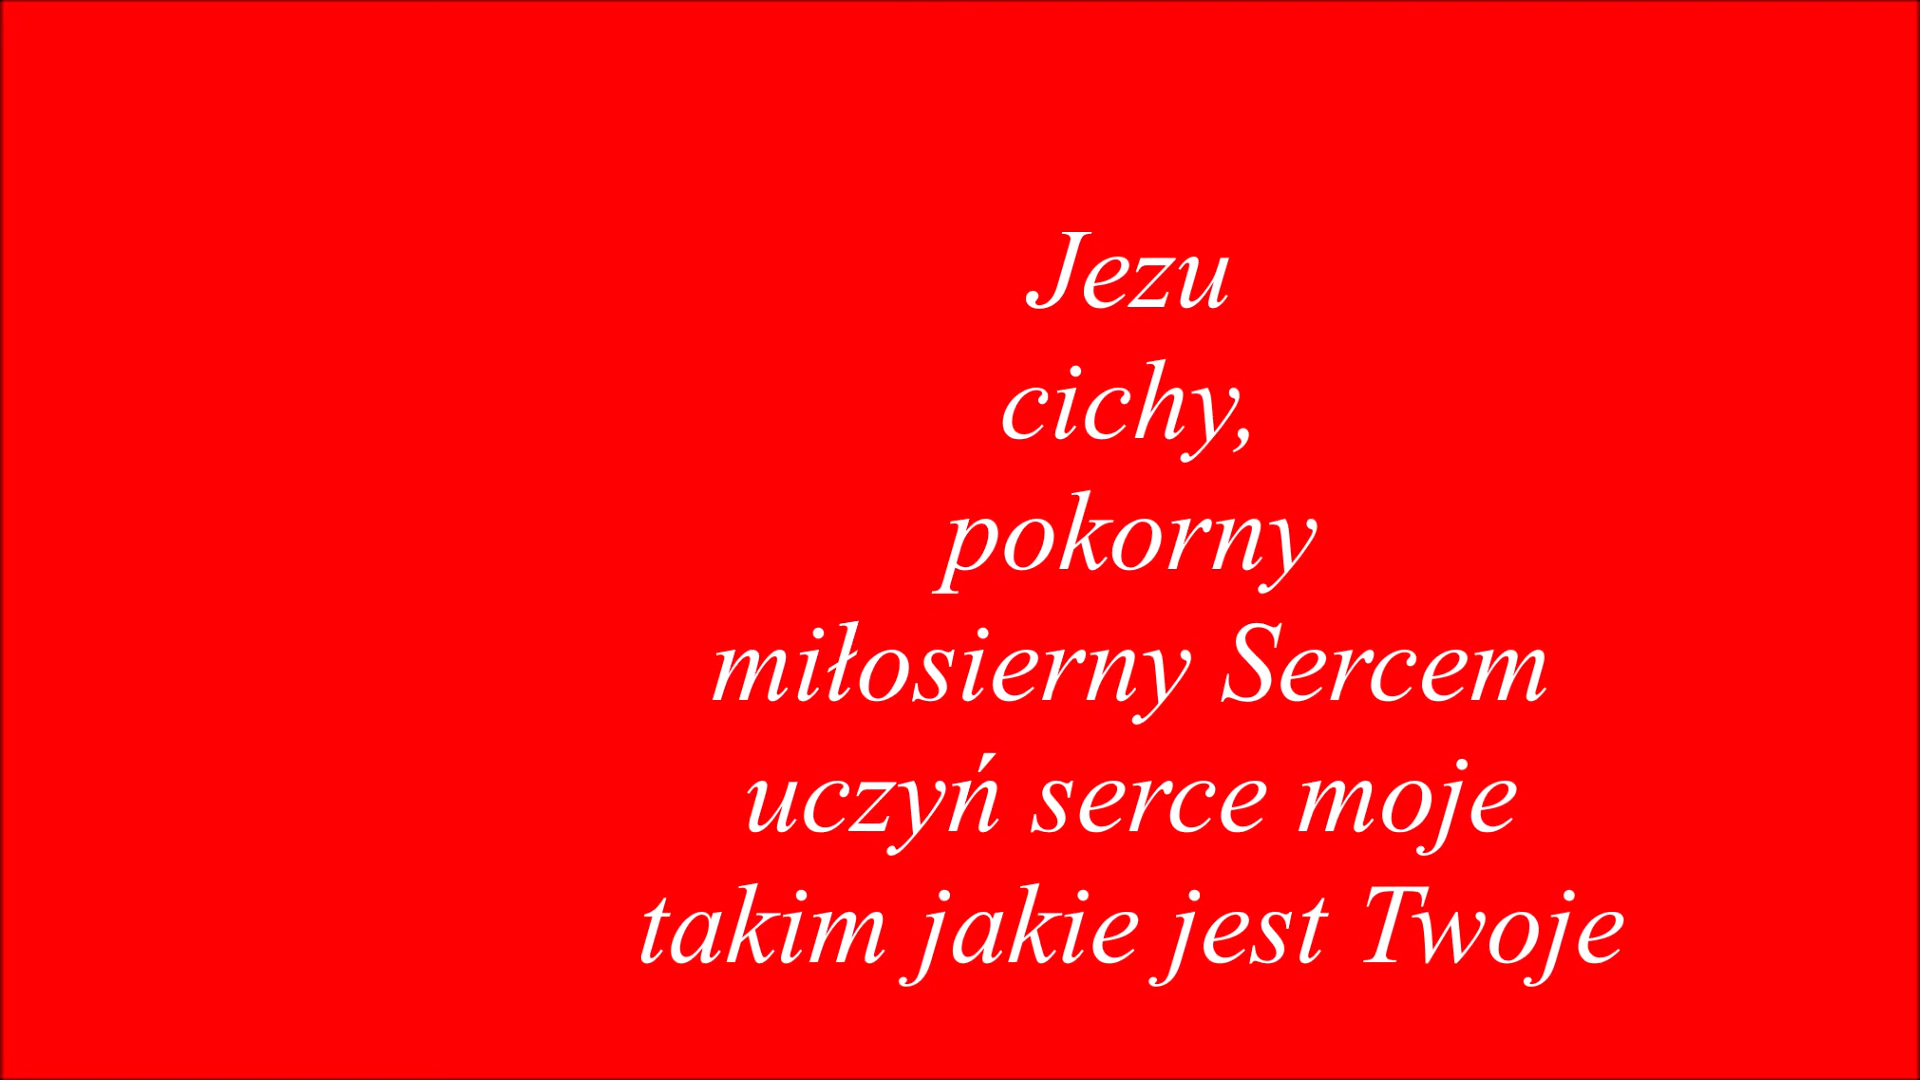 Jezu
cichy,
pokorny
miłosierny Sercem
uczyń serce moje
takim jakie jest Twoje